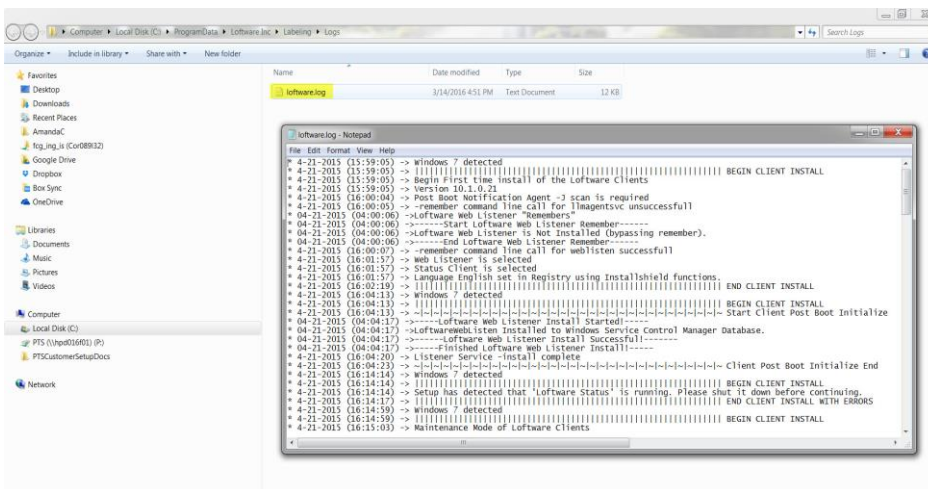 Computer ▸ Local Disk (C:) ▸ ProgramData ▸ Loftware Inc ▸ Labeling ▸ Logs
Search Logs
Organize Include in library Share with New folder
Favorites
Desktop
Downloads
Recent Places
AmandaC
fcg_ing_is (Cor089l32)
Google Drive
Dropbox
Box Sync
OneDrive
Libraries
Documents
Music
Pictures
Videos
Computer
Local Disk (C:)
PTS (\\hpd016f01) (P:)
PTSCustomerSetupDocs
Network
Name Date modified Type Size
loftware.log 3/14/2016 4:51 PM Text Document 12 KB
loftware.log - Notepad
File Edit Format View Help
* 4-21-2015 (15:59:05) -> Windows 7 detected
* 4-21-2015 (15:59:05) -> |||||||||||||||||||||||||||||||||||||||||||||||||||||||| BEGIN CLIENT INSTALL
* 4-21-2015 (15:59:05) -> Begin First time install of the Loftware Clients
* 4-21-2015 (15:59:05) -> Version 10.1.0.21
* 4-21-2015 (16:00:04) -> Post Boot Notification Agent -J scan is required
* 4-21-2015 (16:00:05) -> -remember command line call for llmagentsvc unsuccessfull
* 04-21-2015 (04:00:06) ->Loftware Web Listener "Remembers"
* 04-21-2015 (04:00:06) ->------Start Loftware Web Listener Remember------
* 04-21-2015 (04:00:06) ->Loftware Web Listener is Not Installed (bypassing remember).
* 04-21-2015 (04:00:06) ->------End Loftware Web Listener Remember------
* 4-21-2015 (16:00:07) -> -remember command line call for weblisten successfull
* 4-21-2015 (16:01:57) -> Web Listener is selected
* 4-21-2015 (16:01:57) -> Status Client is selected
* 4-21-2015 (16:01:57) -> Language English set in Registry using Installshield functions.
* 4-21-2015 (16:02:19) -> |||||||||||||||||||||||||||||||||||||||||||||||||||||||| END CLIENT INSTALL
* 4-21-2015 (16:04:13) -> Windows 7 detected
* 4-21-2015 (16:04:13) -> |||||||||||||||||||||||||||||||||||||||||||||||||||||||| BEGIN CLIENT INSTALL
* 4-21-2015 (16:04:13) -> ~|~|~|~|~|~|~|~|~|~|~|~|~|~|~|~|~|~|~|~|~|~|~|~|~|~|~|~ Start Client Post Boot Initialize
* 04-21-2015 (04:04:17) ->-----Loftware Web Listener Install Started!-----
* 04-21-2015 (04:04:17) ->LoftwareWebListen Installed to Windows Service Control Manager Database.
* 04-21-2015 (04:04:17) ->------Loftware Web Listener Install Successful!-------
* 04-21-2015 (04:04:17) ->-----Finished Loftware Web Listener Install!-----
* 4-21-2015 (16:04:20) -> Listener Service -install complete
* 4-21-2015 (16:04:23) -> ~|~|~|~|~|~|~|~|~|~|~|~|~|~|~|~|~|~|~|~|~|~|~|~|~|~|~|~ Client Post Boot Initialize End
* 4-21-2015 (16:14:14) -> Windows 7 detected
* 4-21-2015 (16:14:14) -> |||||||||||||||||||||||||||||||||||||||||||||||||||||||| BEGIN CLIENT INSTALL
* 4-21-2015 (16:14:14) -> Setup has detected that 'Loftware Status' is running. Please shut it down before continuing.
* 4-21-2015 (16:14:17) -> |||||||||||||||||||||||||||||||||||||||||||||||||||||||| END CLIENT INSTALL WITH ERRORS
* 4-21-2015 (16:14:59) -> Windows 7 detected
* 4-21-2015 (16:14:59) -> |||||||||||||||||||||||||||||||||||||||||||||||||||||||| BEGIN CLIENT INSTALL
* 4-21-2015 (16:15:03) -> Maintenance Mode of Loftware Clients